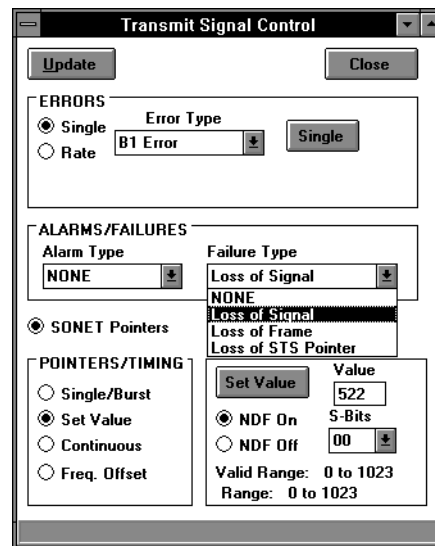 Transmit Signal Control
Update
Close
ERRORS
Single
Rate
Error Type
B1 Error
Single
ALARMS/FAILURES
Alarm Type
NONE
Failure Type
Loss of Signal
NONE
Loss of Signal
Loss of Frame
Loss of STS Pointer
SONET Pointers
POINTERS/TIMING
Single/Burst
Set Value
Continuous
Freq. Offset
Set Value
Value
522
NDF On
NDF Off
S-Bits
00
Valid Range: 0 to 1023
Range: 0 to 1023